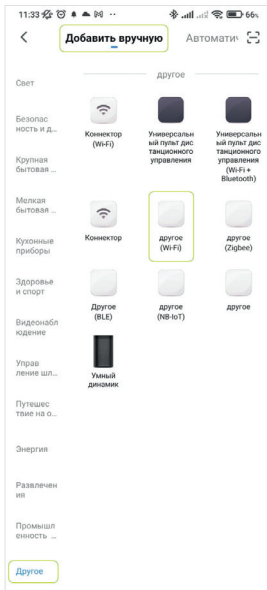 11:33
66%
Добавить вручную
Автомати
другое
Свет
Безопас
ность и д...
Крупная
бытовая ...
Мелкая
бытовая ...
Кухонные
приборы
Здоровье
и спорт
Видеонабл
юдение
Управ
ление шл...
Путешес
твие на о...
Энергия
Развлечен
ия
Промышл
енность ...
Другое
Коннектор
(Wi-Fi)
Универсальн
ый пульт дис
танционного
управления
Универсальн
ый пульт дис
танционного
управления
(Wi-Fi +
Bluetooth)
Коннектор
другое
(Wi-Fi)
другое
(Zigbee)
Другое
(BLE)
другое
(NB-IoT)
другое
Умный
динамик